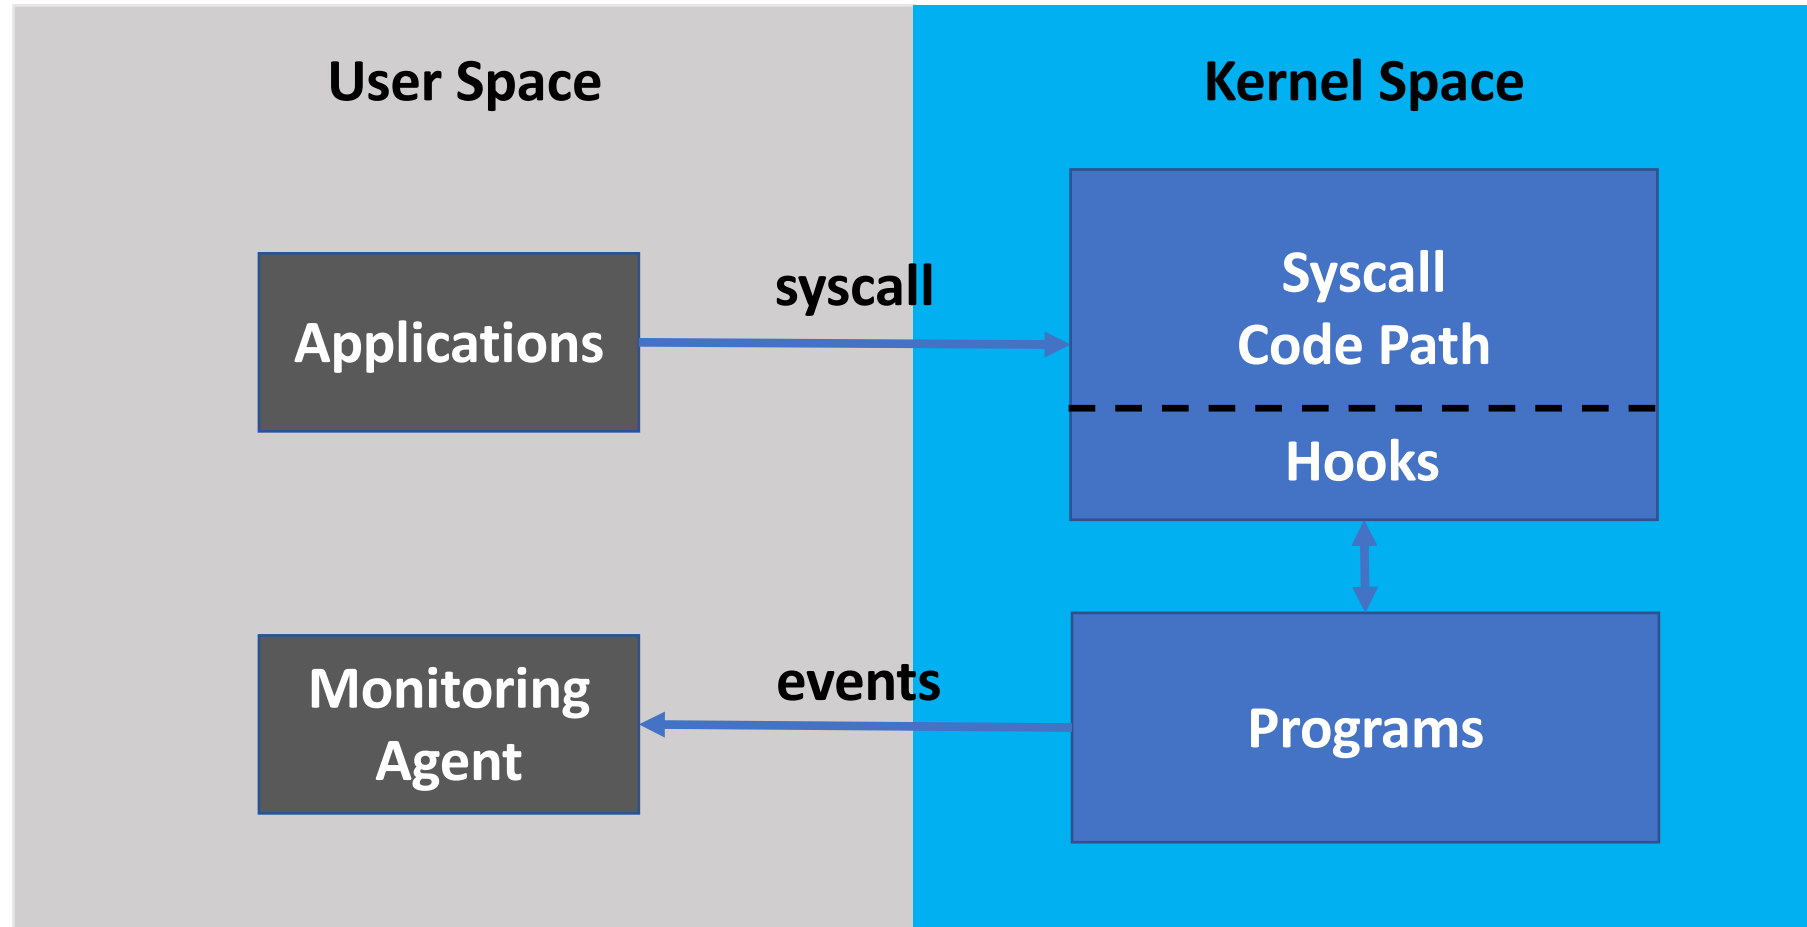 User Space
Kernel Space
Applications
syscall
Syscall
Code Path
Hooks
Monitoring
Agent
events
Programs